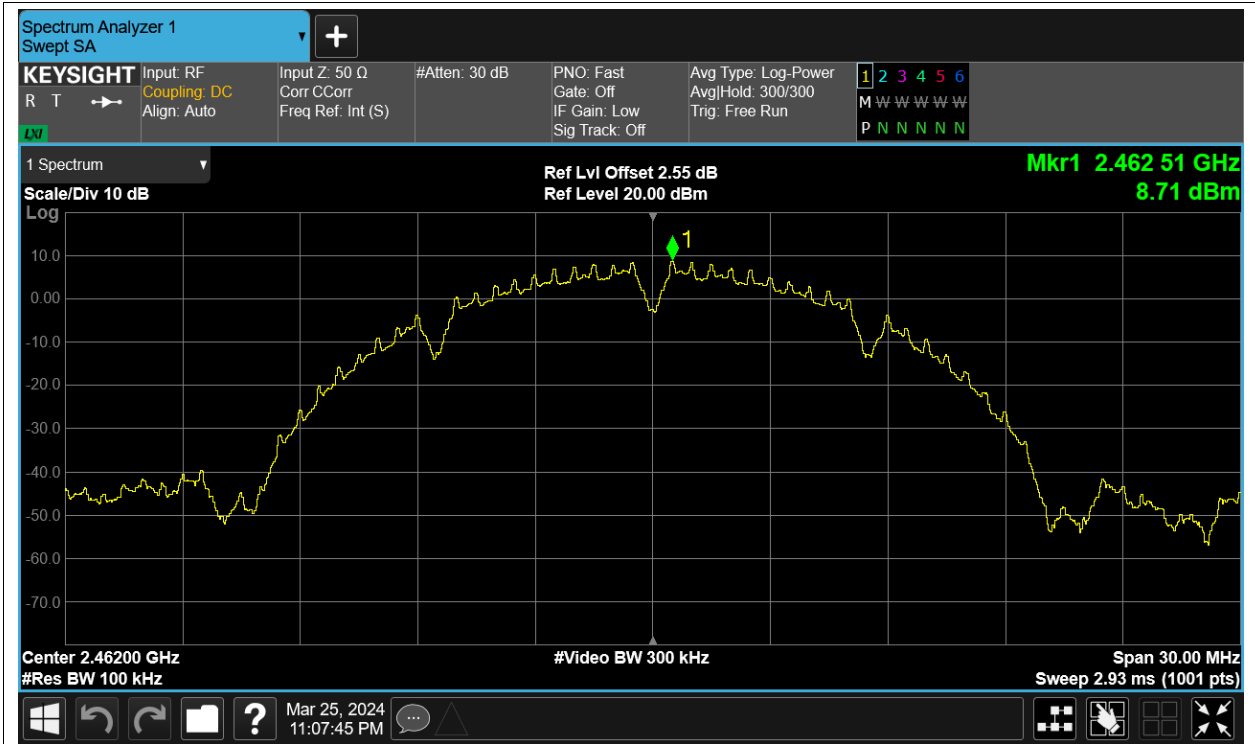 Spectrum Analyzer 1
Swept SA
+
KEYSIGHT
R T
LXI
Input: RF
Coupling: DC
Align: Auto
Input Z: 50 Ω
Corr CCorr
Freq Ref: Int (S)
#Atten: 30 dB
PNO: Fast
Gate: Off
IF Gain: Low
Sig Track: Off
Avg Type: Log-Power
Avg|Hold: 300/300
Trig: Free Run
1 2 3 4 5 6
M W W W W W
P N N N N N
1 Spectrum
Scale/Div 10 dB
Log
Ref Lvl Offset 2.55 dB
Ref Level 20.00 dBm
Mkr1 2.462 51 GHz
8.71 dBm
1
10.0
0.00
-10.0
-20.0
-30.0
-40.0
-50.0
-60.0
-70.0
Center 2.46200 GHz
#Res BW 100 kHz
#Video BW 300 kHz
Span 30.00 MHz
Sweep 2.93 ms (1001 pts)
?
Mar 25, 2024
11:07:45 PM